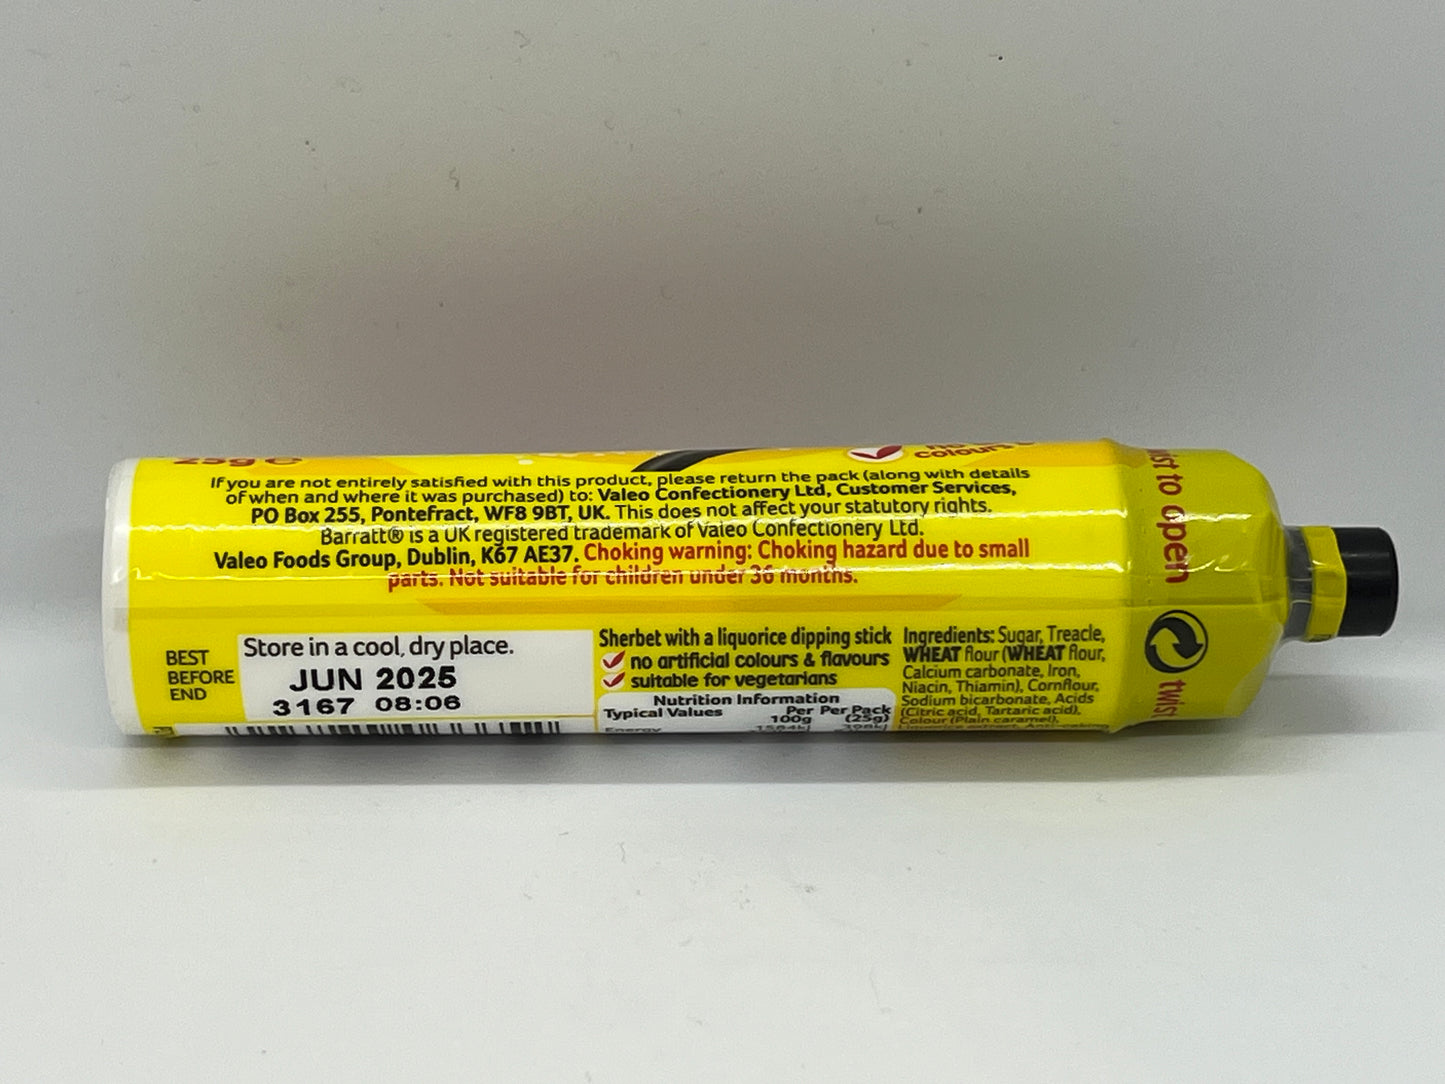 25g e
colours
If you are not entirely satisfied with this product, please return the pack (along with details
of when and where it was purchased) to: Valeo Confectionery Ltd, Customer Services,
PO Box 255, Pontefract, WF8 9BT, UK. This does not affect your statutory rights.
Barratt® is a UK registered trademark of Valeo Confectionery Ltd.
Valeo Foods Group, Dublin, K67 AE37. Choking warning: Choking hazard due to small
parts. Not suitable for children under 36 months.
BEST
BEFORE
END
Store in a cool, dry place.
JUN 2025
3167 08:06
Sherbet with a liquorice dipping stick
no artificial colours & flavours
suitable for vegetarians
Nutrition Information
Typical Values Per Per Pack
100g (25g)
Energy
Ingredients: Sugar, Treacle,
WHEAT flour (WHEAT flour,
Calcium carbonate, Iron,
Niacin, Thiamin), Cornflour,
Sodium bicarbonate, Acids
(Citric acid, Tartaric acid),
Colour (Plain caramel),
to open
twist